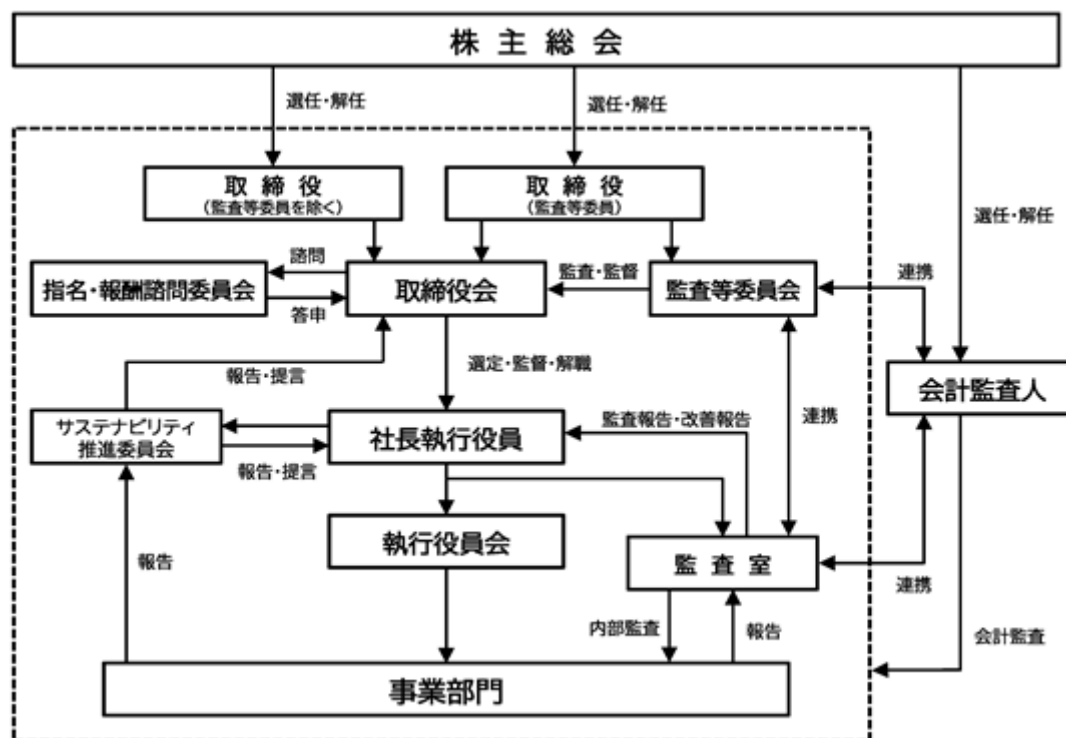 株主総会
選任・解任
選任・解任
取締役
（監査等委員を除く）
取締役
（監査等委員）
選任・解任
諮問
指名・報酬諮問委員会
答申
取締役会
監査・監督
監査等委員会
連携
報告・提言
選定・監督・解職
会計監査人
サステナビリティ
推進委員会
社長執行役員
監査報告・改善報告
連携
報告・提言
執行役員会
監査室
報告
連携
内部監査
報告
会計監査
事業部門